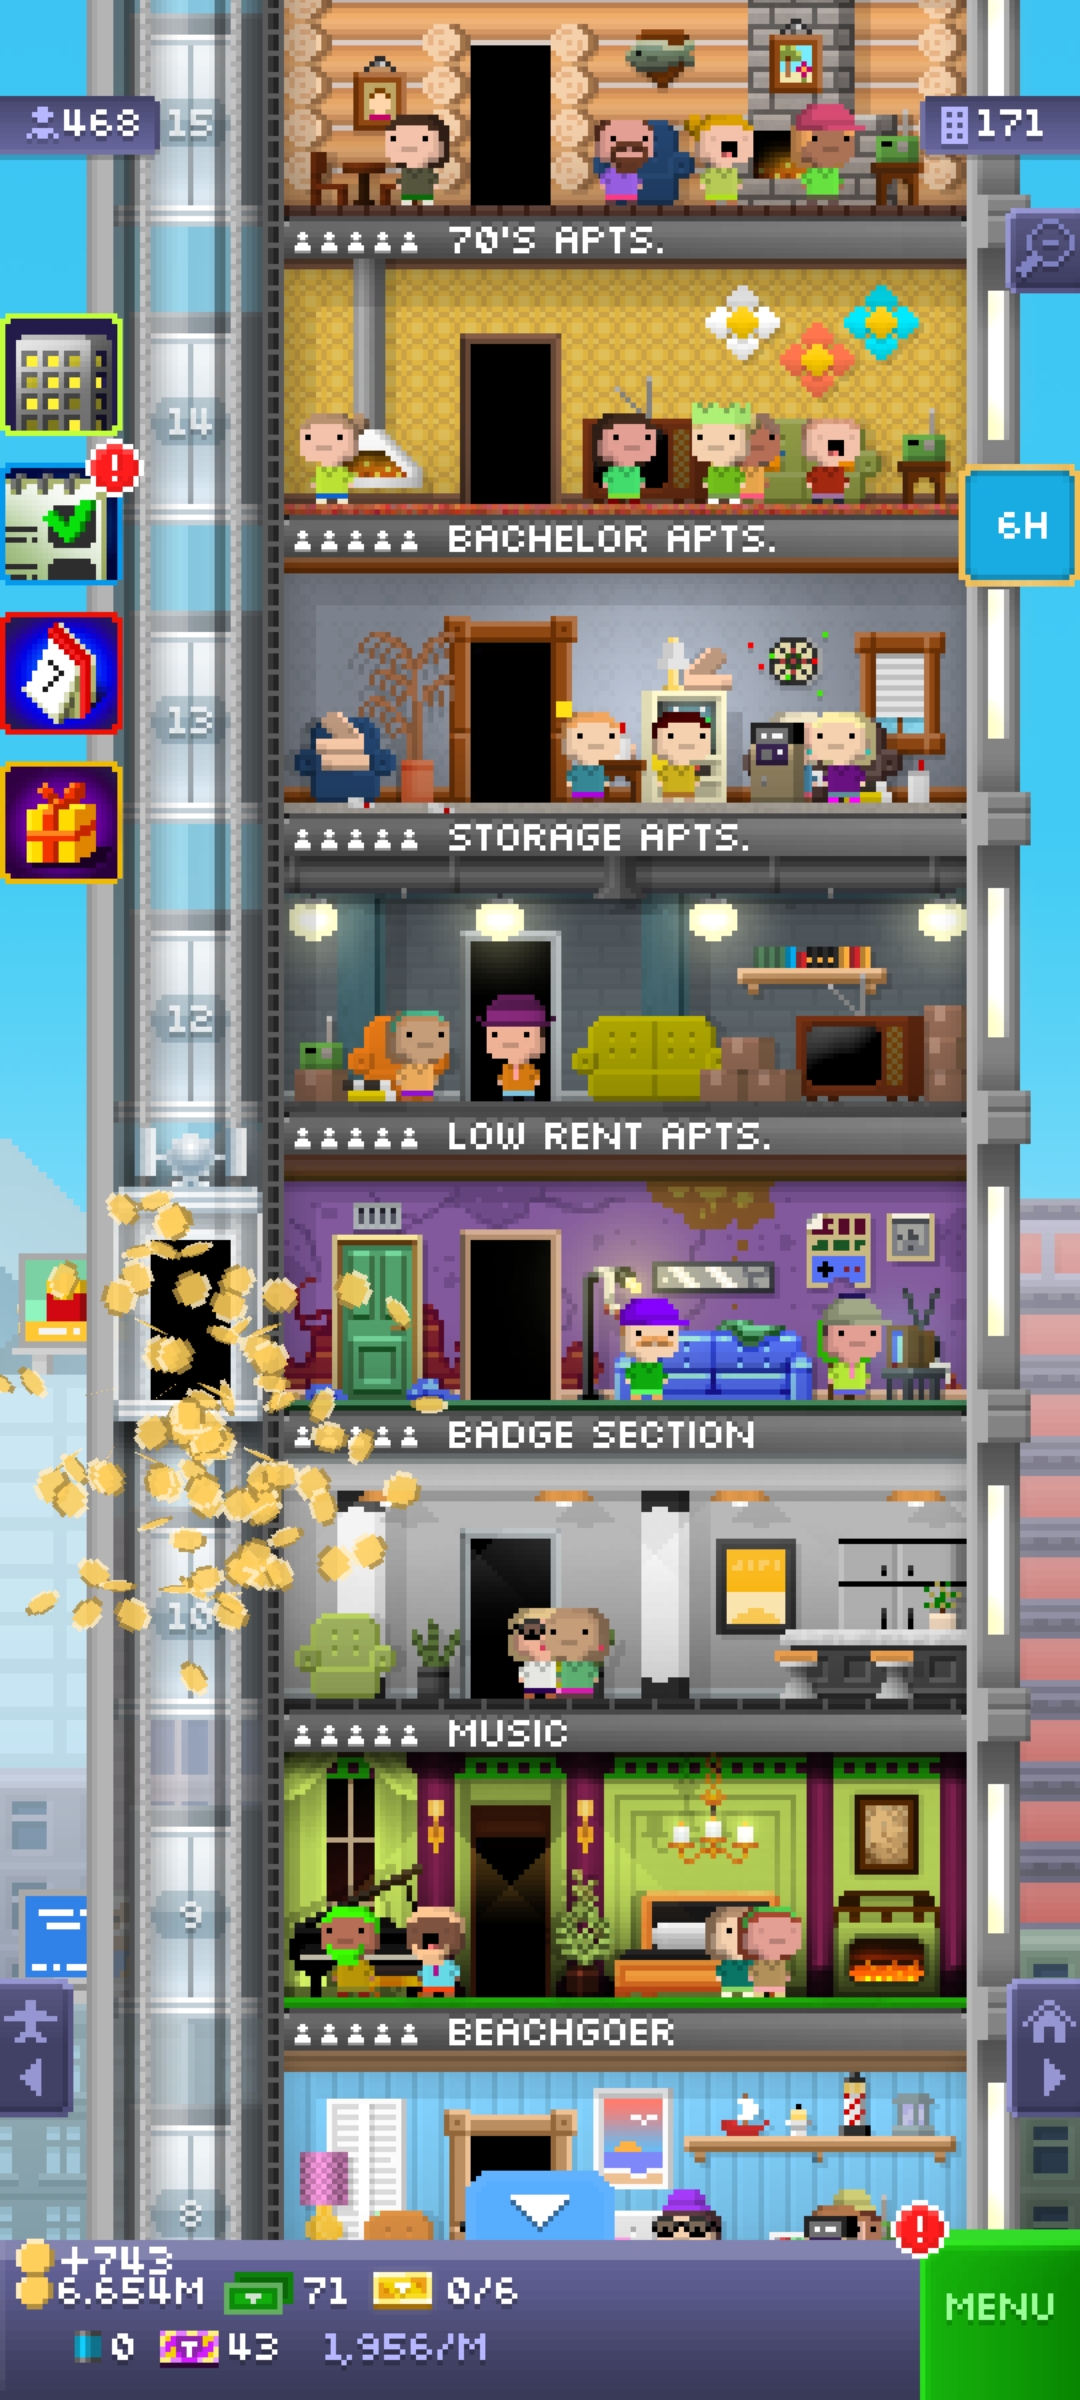 468
15
171
70'S APTS.
14
BACHELOR APTS.
6H
13
STORAGE APTS.
12
LOW RENT APTS.
BADGE SECTION
10
MUSIC
9
BEACHGOER
8
+743
6.654M 71 0/6
0 43 1,956/M
MENU